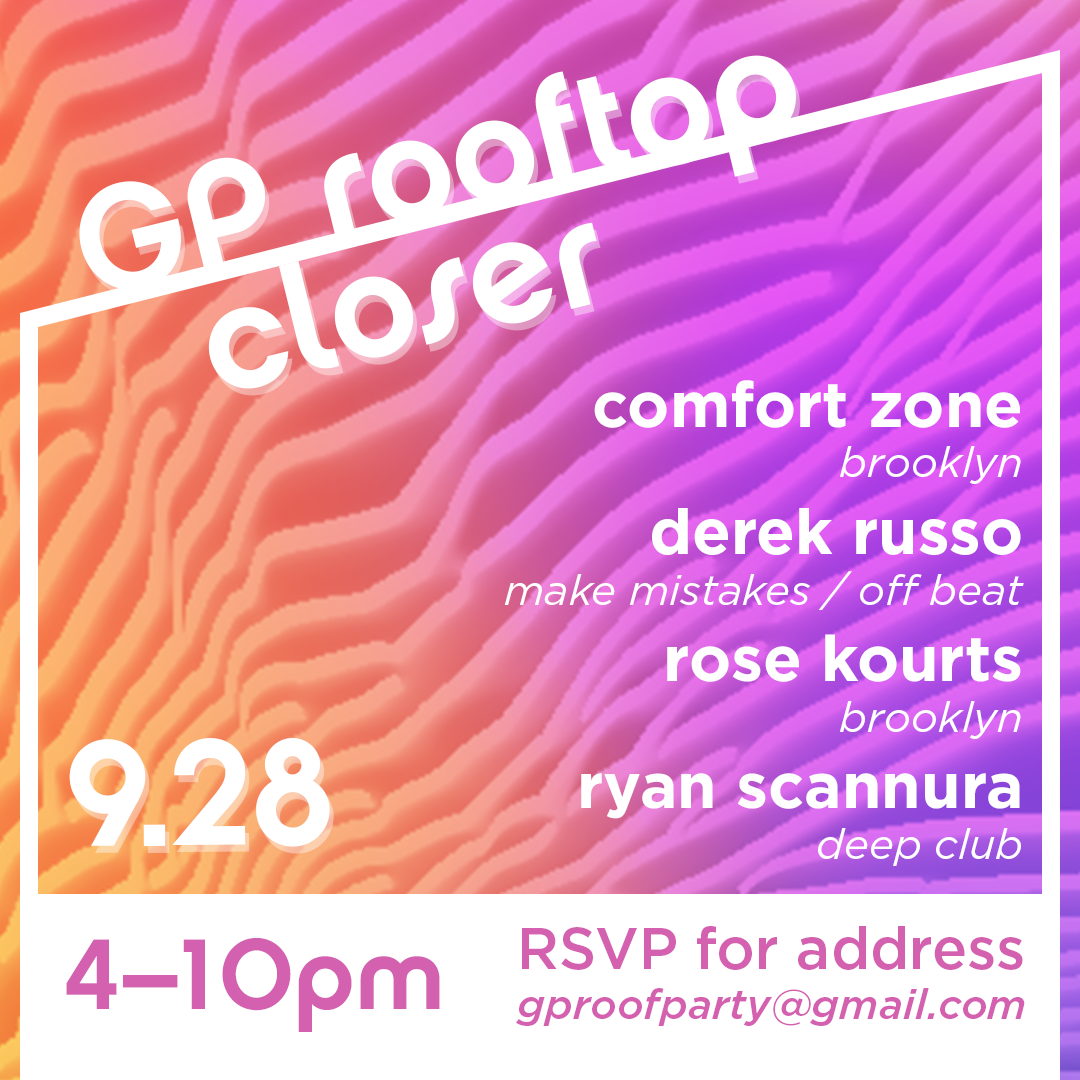 GP rooftop
closer
comfort zone
brooklyn
derek russo
make mistakes / off beat
rose kourts
brooklyn
ryan scannura
deep club
9.28
4–10pm
RSVP for address
gproofparty@gmail.com